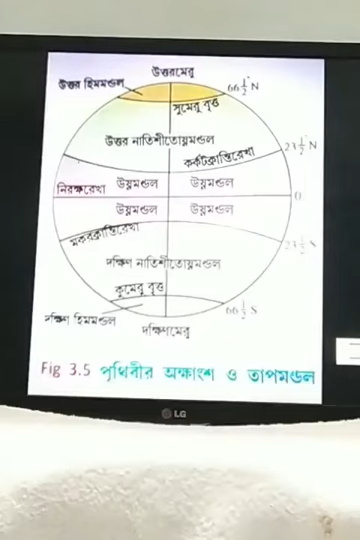 উত্তরমেরু
উত্তর হিমমণ্ডল
66½°N
সুমেরু বৃত্ত
উত্তর নাতিশীতোষ্ণমণ্ডল
23½°N
কর্কটক্রান্তিরেখা
নিরক্ষরেখা
উষ্ণমণ্ডল উষ্ণমণ্ডল
0
উষ্ণমণ্ডল উষ্ণমণ্ডল
মকরক্রান্তিরেখা
23½°S
দক্ষিণ নাতিশীতোষ্ণমণ্ডল
কুমেরু বৃত্ত
66½°S
দক্ষিণ হিমমণ্ডল
দক্ষিণমেরু
Fig 3.5 পৃথিবীর অক্ষাংশ ও তাপমণ্ডল
LG